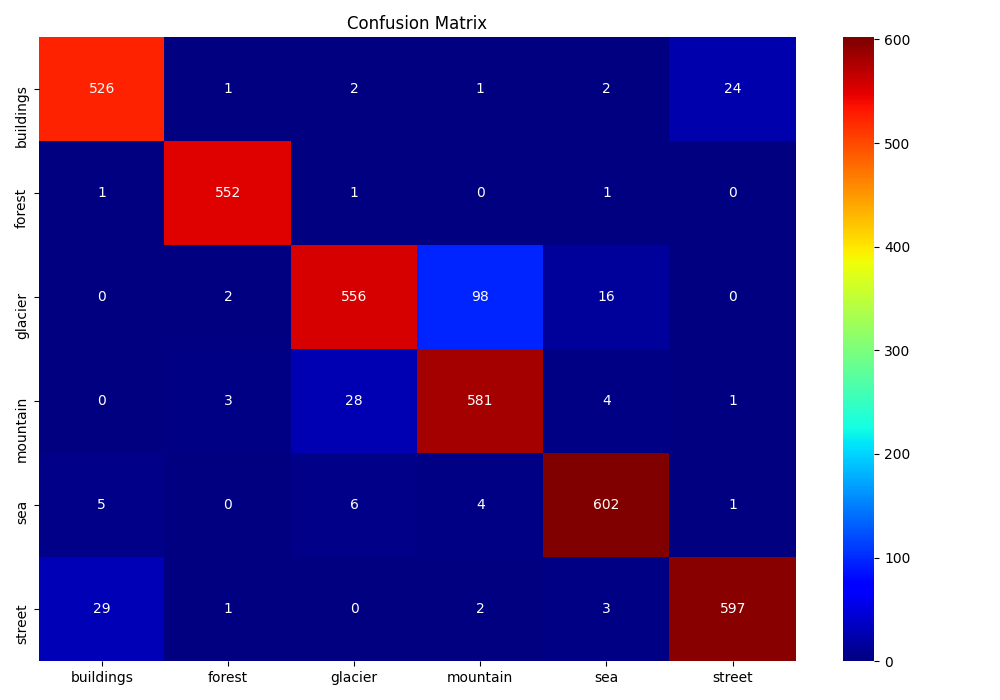 Confusion Matrix
buildings 526 1 2 1 2 24
forest 1 552 1 0 1 0
glacier 0 2 556 98 16 0
mountain 0 3 28 581 4 1
sea 5 0 6 4 602 1
street 29 1 0 2 3 597
buildings forest glacier mountain sea street
600
500
400
300
200
100
0